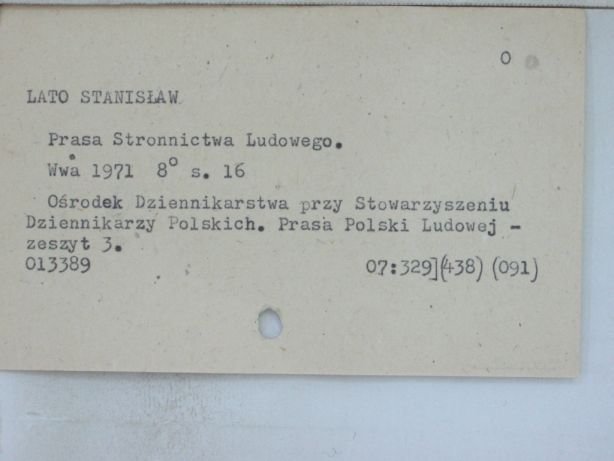 O
LATO STANISŁAW
Prasa Stronnictwa Ludowego.
Wwa 1971 8° s. 16
Ośrodek Dziennikarstwa przy Stowarzyszeniu
Dziennikarzy Polskich. Prasa Polski Ludowej -
zeszyt 3.
013389 07:329](438) (091)